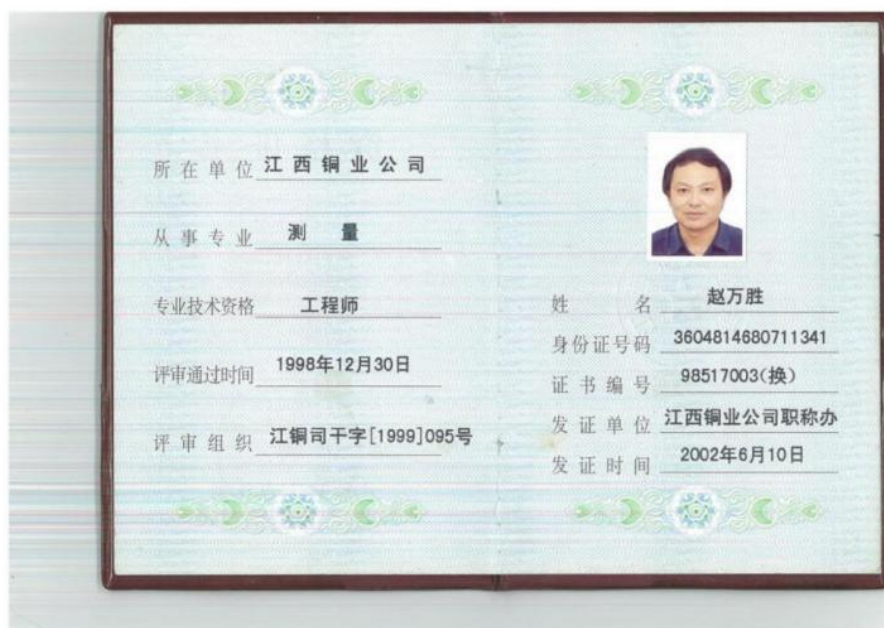 所在单位 江西铜业公司
从事专业 测量
专业技术资格 工程师
评审通过时间 1998年12月30日
评审组织 江铜司干字[1999]095号
姓名 赵万胜
身份证号码 3604814680711341
证书编号 98517003(换)
发证单位 江西铜业公司职称办
发证时间 2002年6月10日